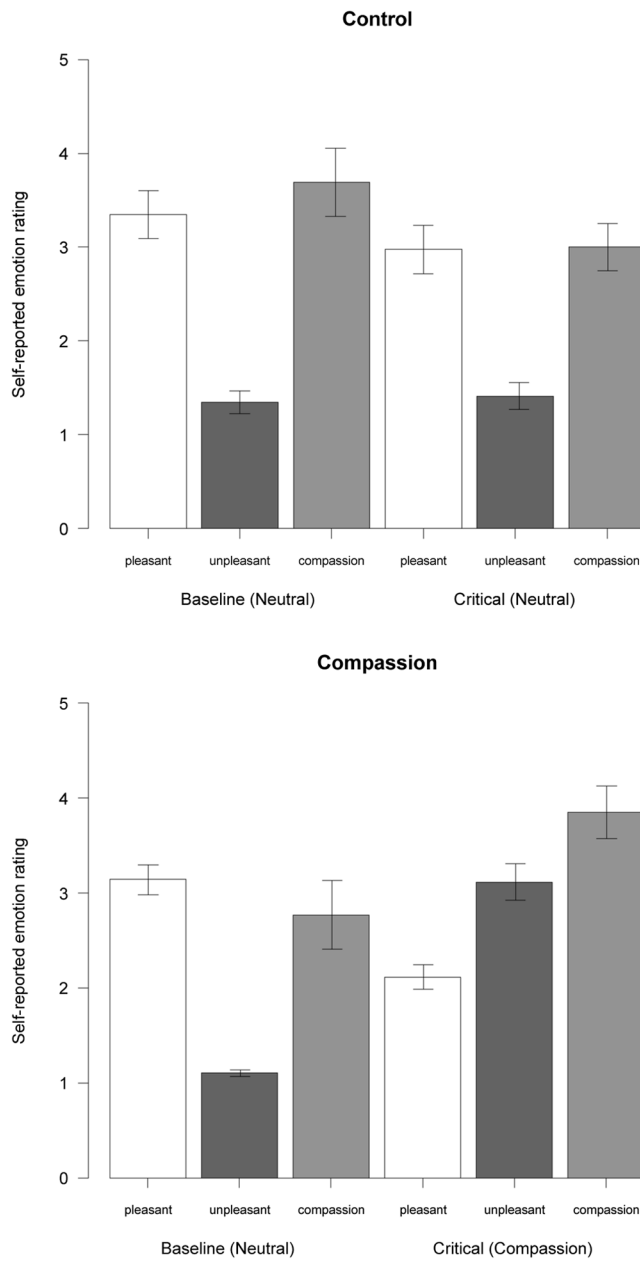 Control
5
4
3
2
1
0
Self-reported emotion rating
pleasant unpleasant compassion pleasant unpleasant compassion
Baseline (Neutral) Critical (Neutral)
Compassion
5
4
3
2
1
0
Self-reported emotion rating
pleasant unpleasant compassion pleasant unpleasant compassion
Baseline (Neutral) Critical (Compassion)